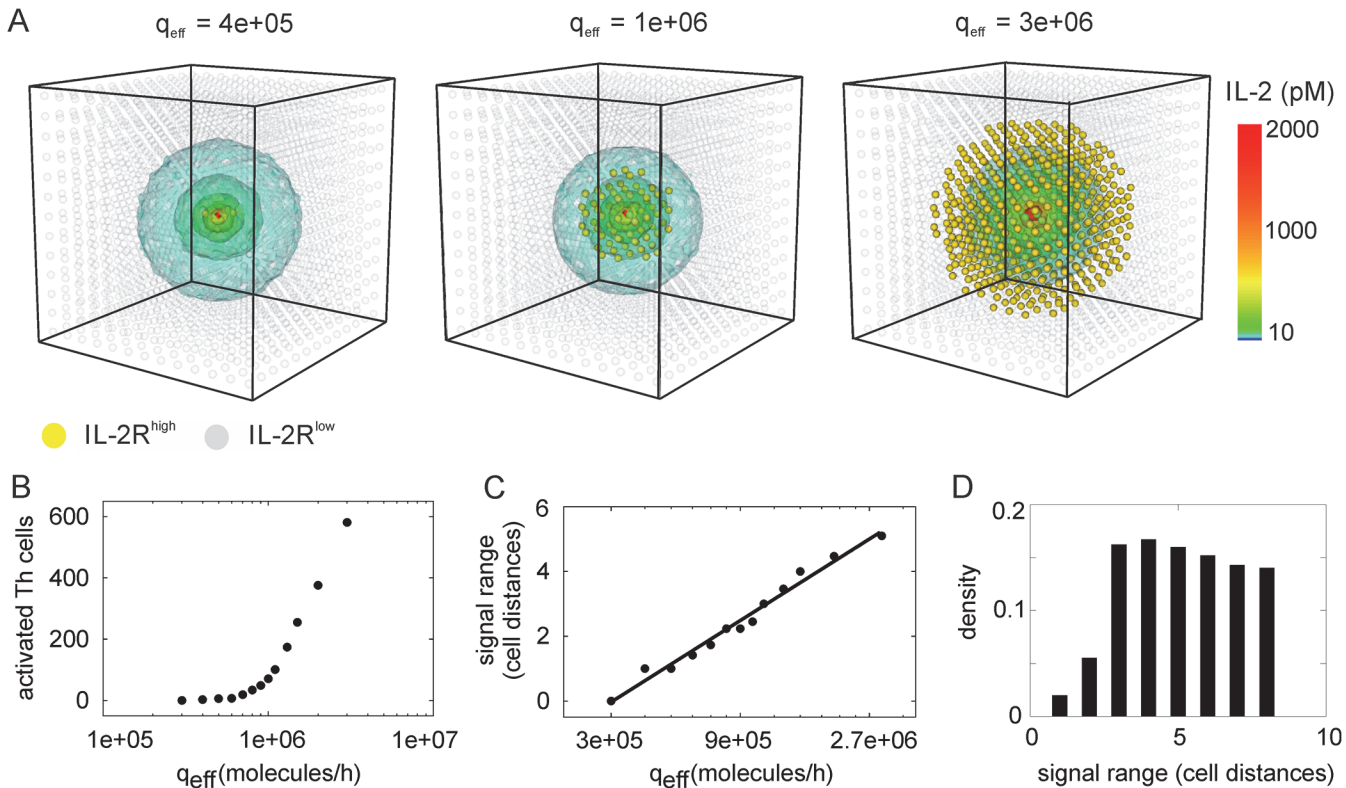 A
q_eff = 4e+05
q_eff = 1e+06
q_eff = 3e+06
IL-2 (pM)
2000
1000
10
IL-2R^high
IL-2R^low
B
activated Th cells
600
400
200
0
1e+05
1e+06
1e+07
q_eff(molecules/h)
C
signal range
(cell distances)
6
4
2
0
3e+05
9e+05
2.7e+06
q_eff(molecules/h)
D
density
0.2
0.1
0
0
5
10
signal range (cell distances)